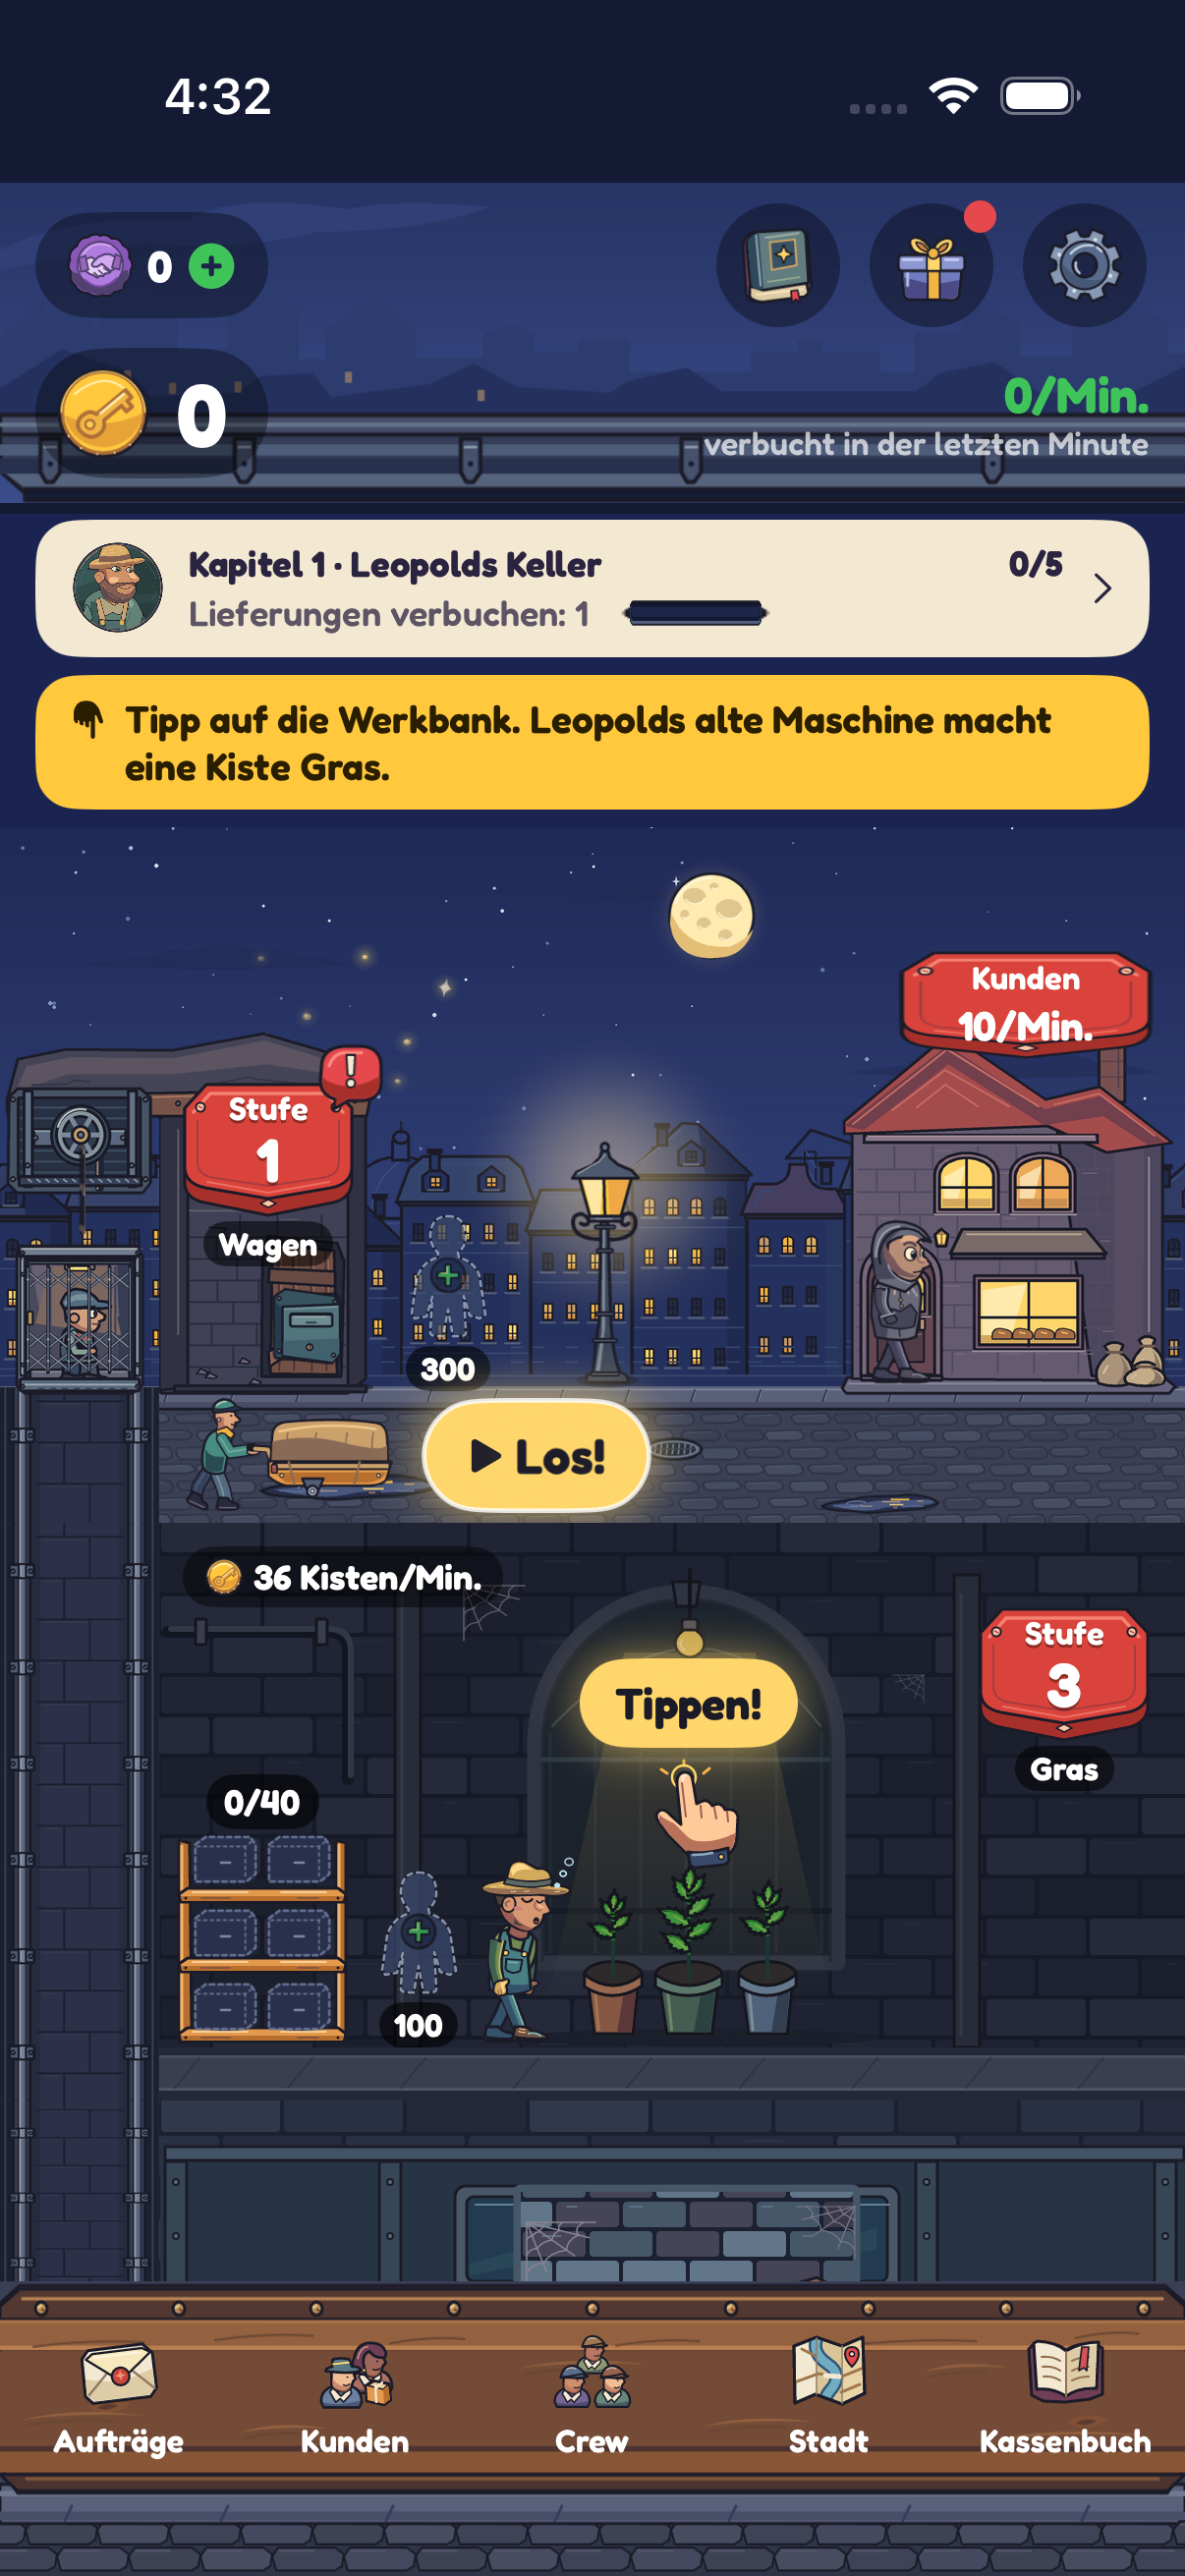 4:32
0
0
0/Min.
verbucht in der letzten Minute
Kapitel 1 · Leopolds Keller
0/5
Lieferungen verbuchen: 1
Tipp auf die Werkbank. Leopolds alte Maschine macht
eine Kiste Gras.
Kunden
10/Min.
!
Stufe
1
Wagen
300
Los!
36 Kisten/Min.
Tippen!
Stufe
3
Gras
0/40
100
Aufträge
Kunden
Crew
Stadt
Kassenbuch